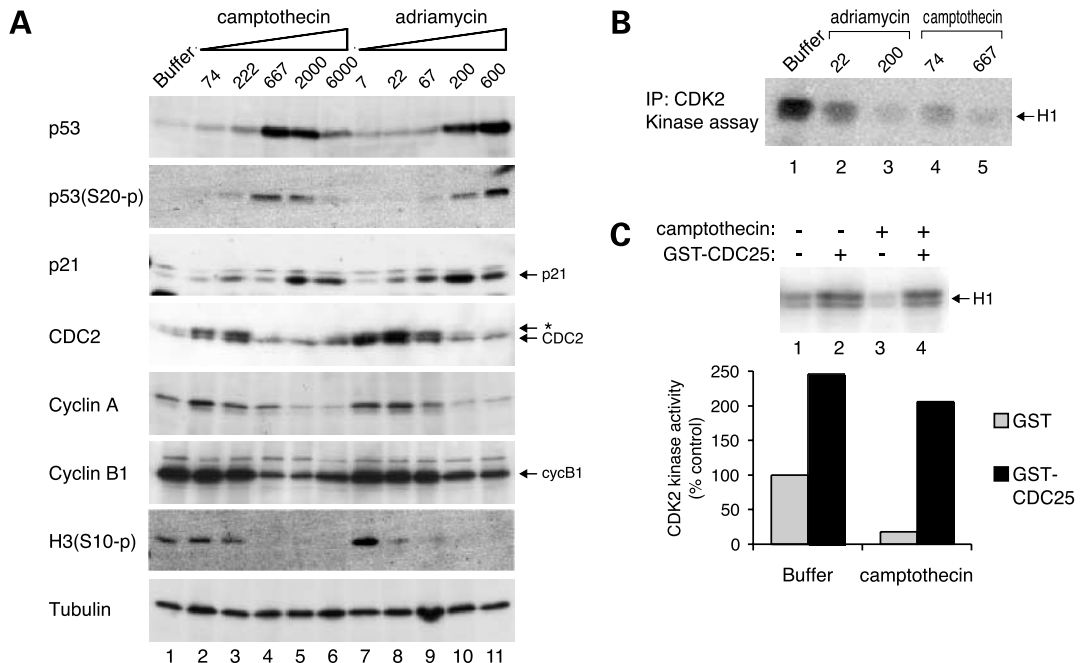 A
camptothecin
adriamycin
Buffer
74
222
667
2000
6000
7
22
67
200
600
p53
p53(S20-p)
p21
p21
CDC2
*
CDC2
Cyclin A
Cyclin B1
cycB1
H3(S10-p)
Tubulin
1 2 3 4 5 6 7 8 9 10 11
B
adriamycin
camptothecin
Buffer
22
200
74
667
IP: CDK2
Kinase assay
H1
1 2 3 4 5
C
camptothecin: - - + +
GST-CDC25: - + - +
H1
1 2 3 4
CDK2 kinase activity
(% control)
250
200
150
100
50
0
Buffer
camptothecin
GST
GST-
CDC25